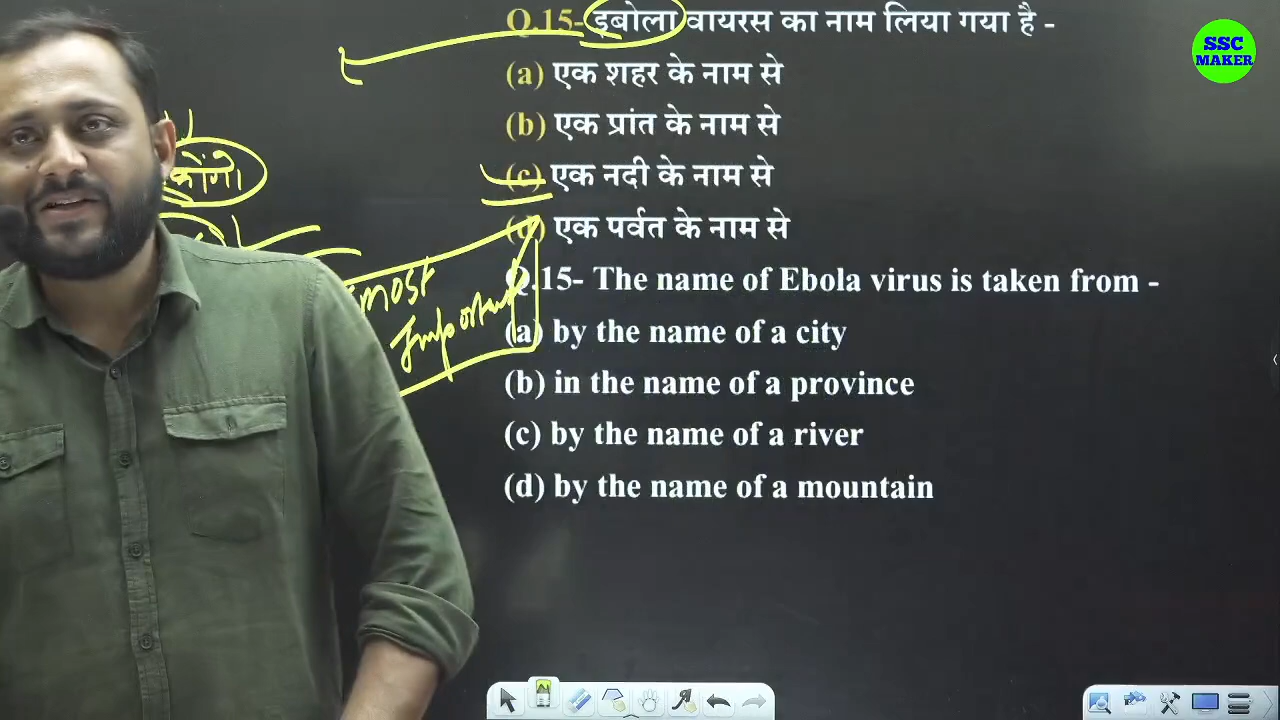 Q.15- इबोला वायरस का नाम लिया गया है -
(a) एक शहर के नाम से
(b) एक प्रांत के नाम से
(c) एक नदी के नाम से
(d) एक पर्वत के नाम से
Q.15- The name of Ebola virus is taken from -
(a) by the name of a city
(b) in the name of a province
(c) by the name of a river
(d) by the name of a mountain
most
Important
SSC
MAKER